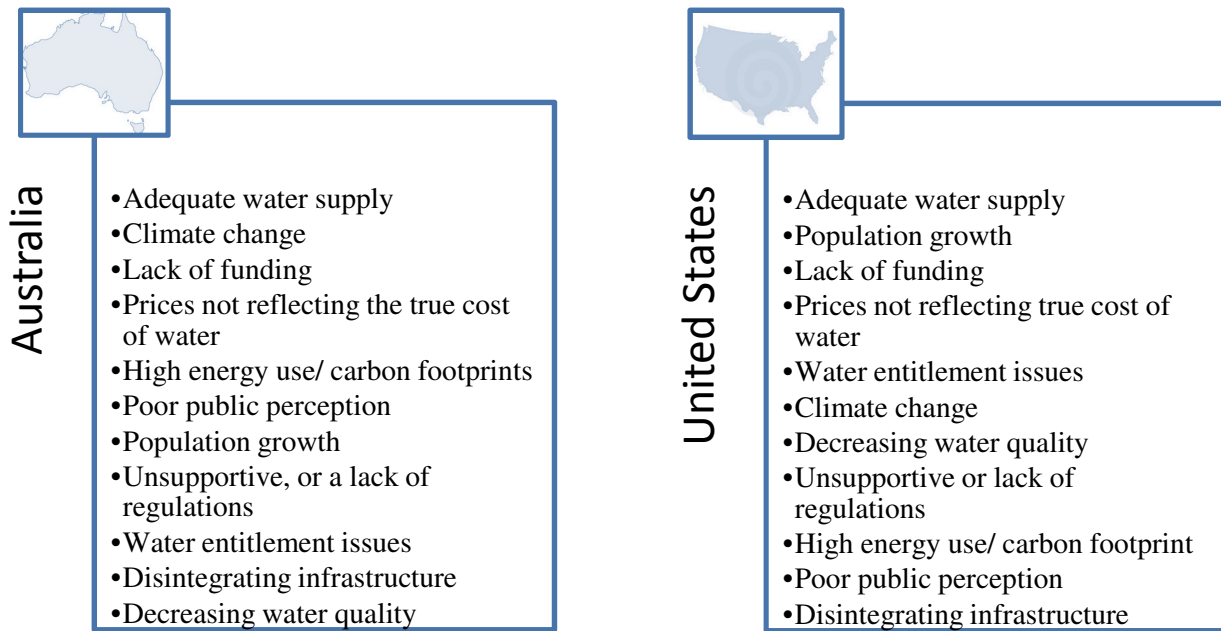 Australia
•Adequate water supply
•Climate change
•Lack of funding
•Prices not reflecting the true cost
of water
•High energy use/ carbon footprints
•Poor public perception
•Population growth
•Unsupportive, or a lack of
regulations
•Water entitlement issues
•Disintegrating infrastructure
•Decreasing water quality
United States
•Adequate water supply
•Population growth
•Lack of funding
•Prices not reflecting true cost of
water
•Water entitlement issues
•Climate change
•Decreasing water quality
•Unsupportive or lack of
regulations
•High energy use/ carbon footprint
•Poor public perception
•Disintegrating infrastructure